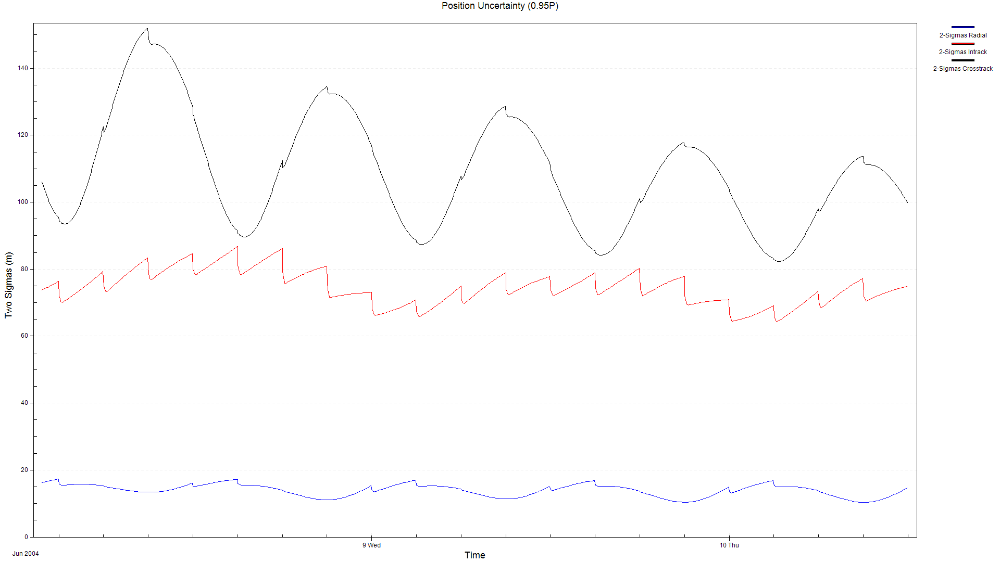 Position Uncertainty (0.95P)
2-Sigmas Radial
2-Sigmas Intrack
2-Sigmas Crosstrack
Two Sigmas (m)
140
120
100
80
60
40
20
0
9 Wed
10 Thu
Jun 2004
Time